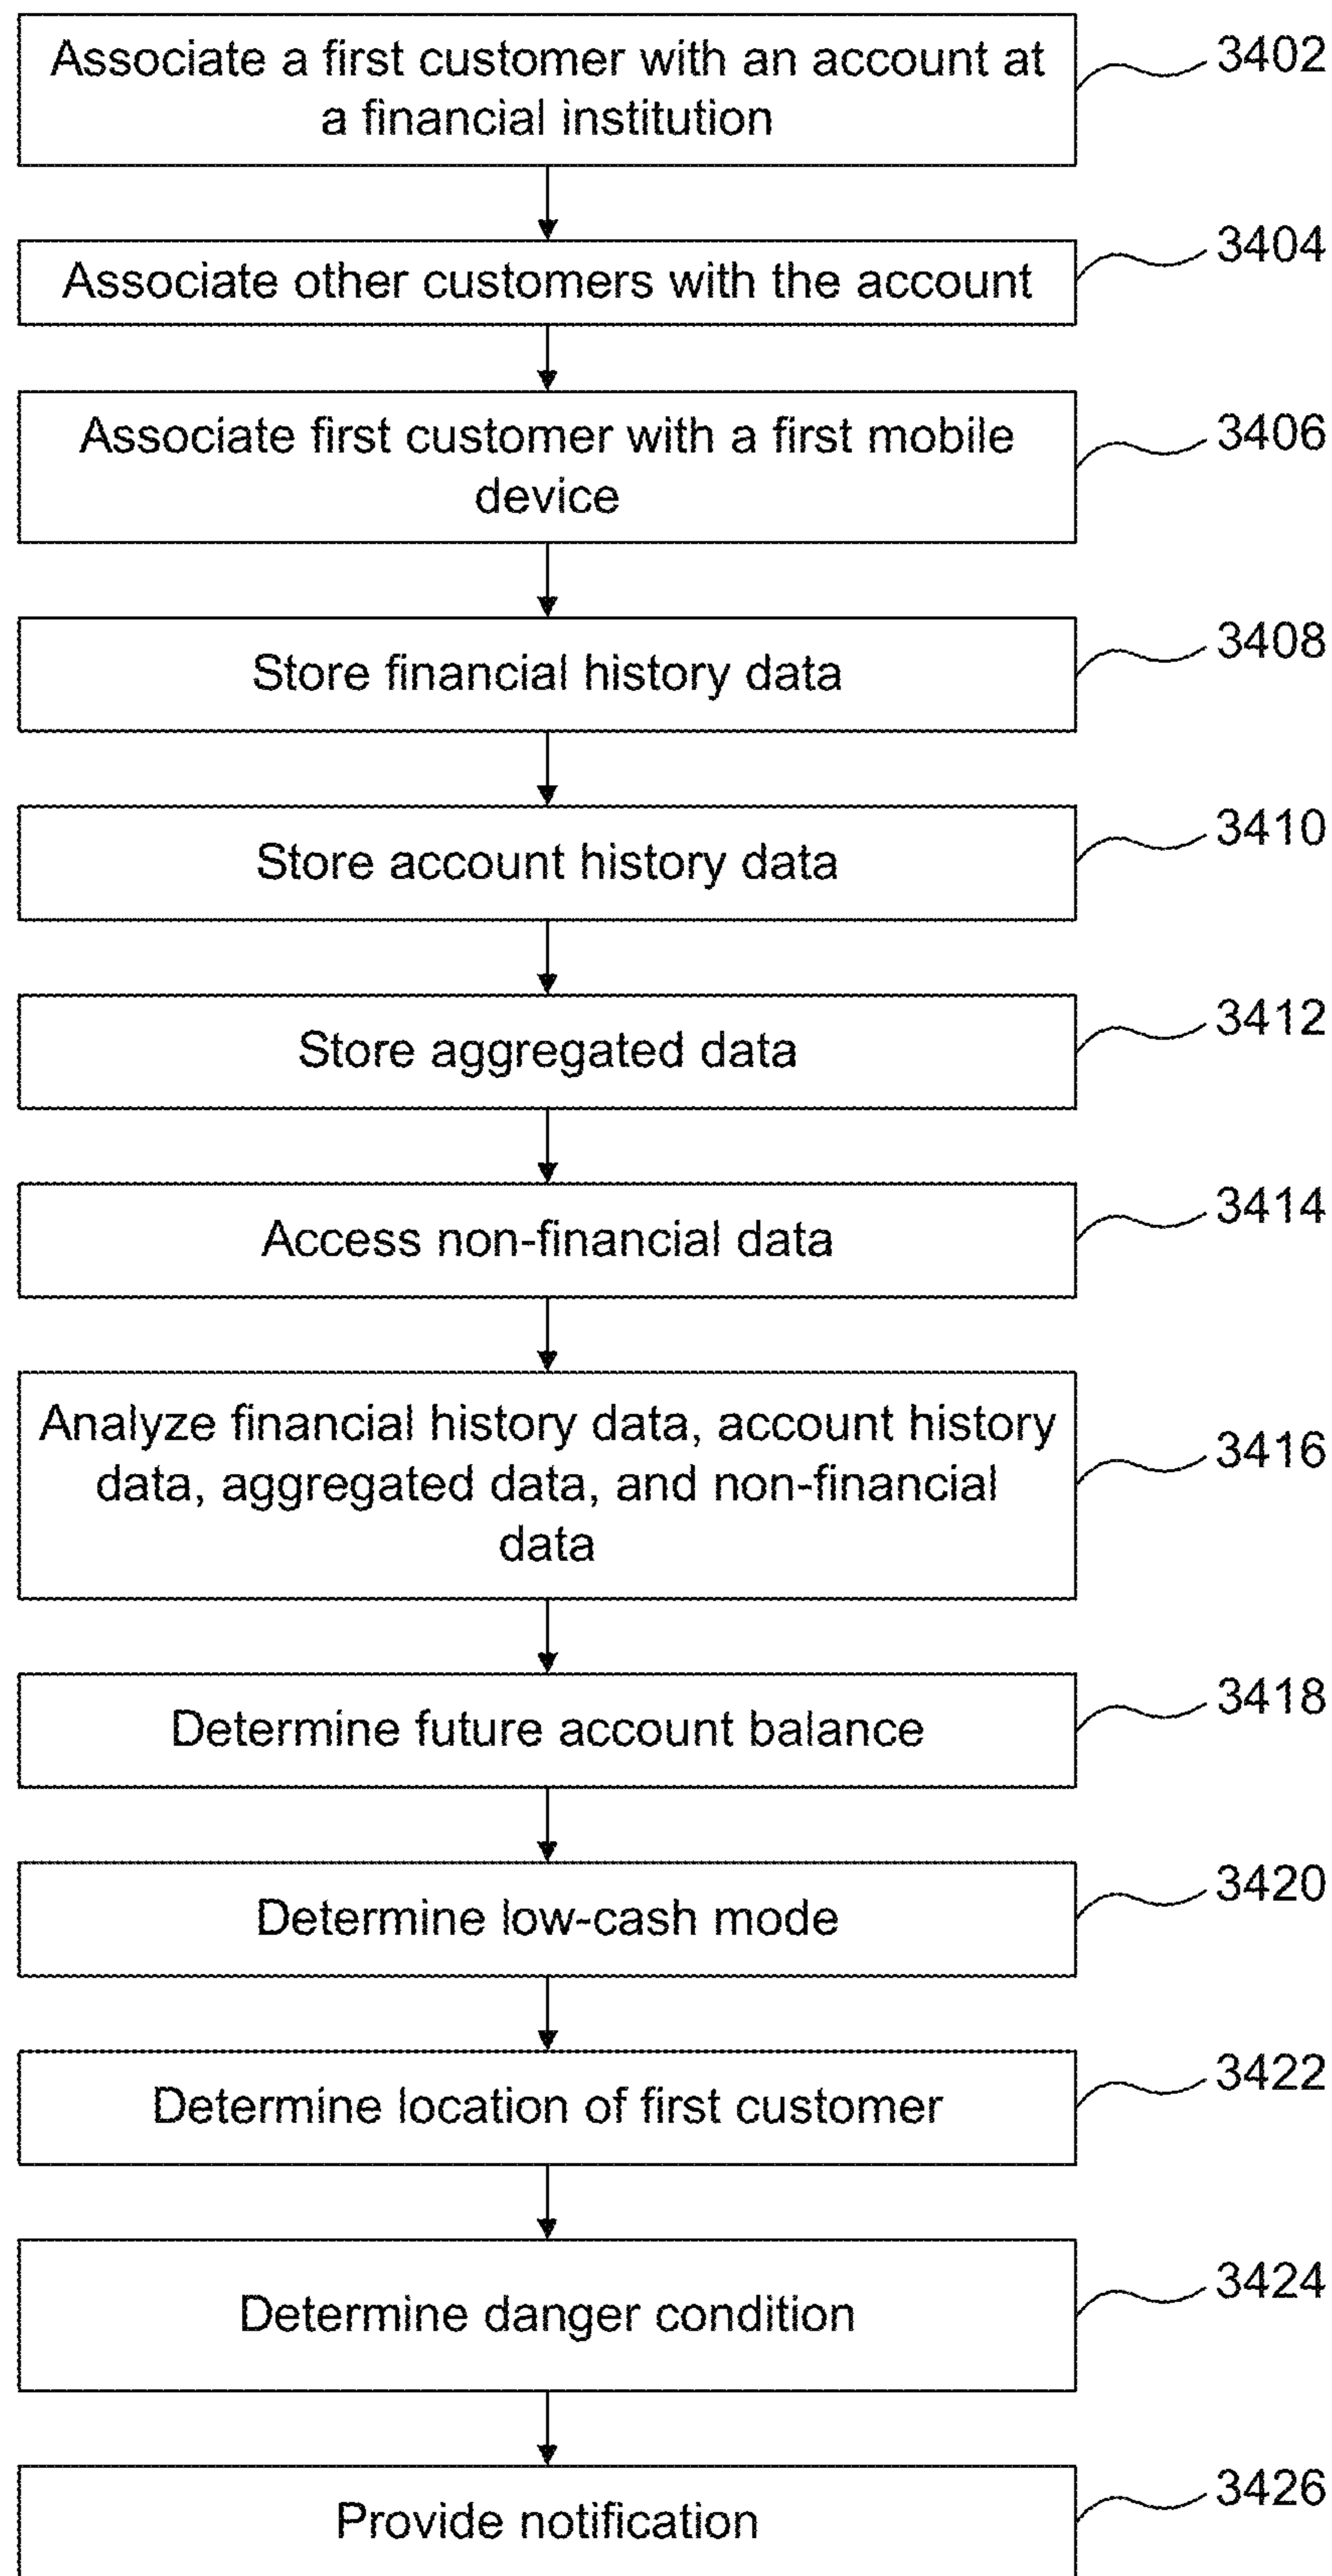 Associate a first customer with an account at
a financial institution
3402
Associate other customers with the account
3404
Associate first customer with a first mobile
device
3406
Store financial history data
3408
Store account history data
3410
Store aggregated data
3412
Access non-financial data
3414
Analyze financial history data, account history
data, aggregated data, and non-financial
data
3416
Determine future account balance
3418
Determine low-cash mode
3420
Determine location of first customer
3422
Determine danger condition
3424
Provide notification
3426